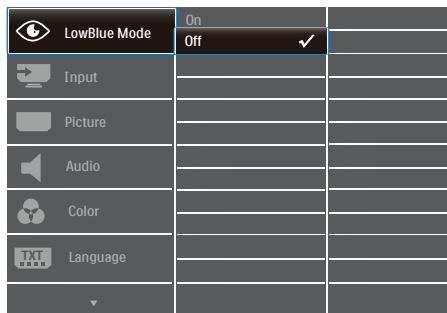 LowBlue Mode
On
Off
Input
Picture
Audio
Color
TXT
Language